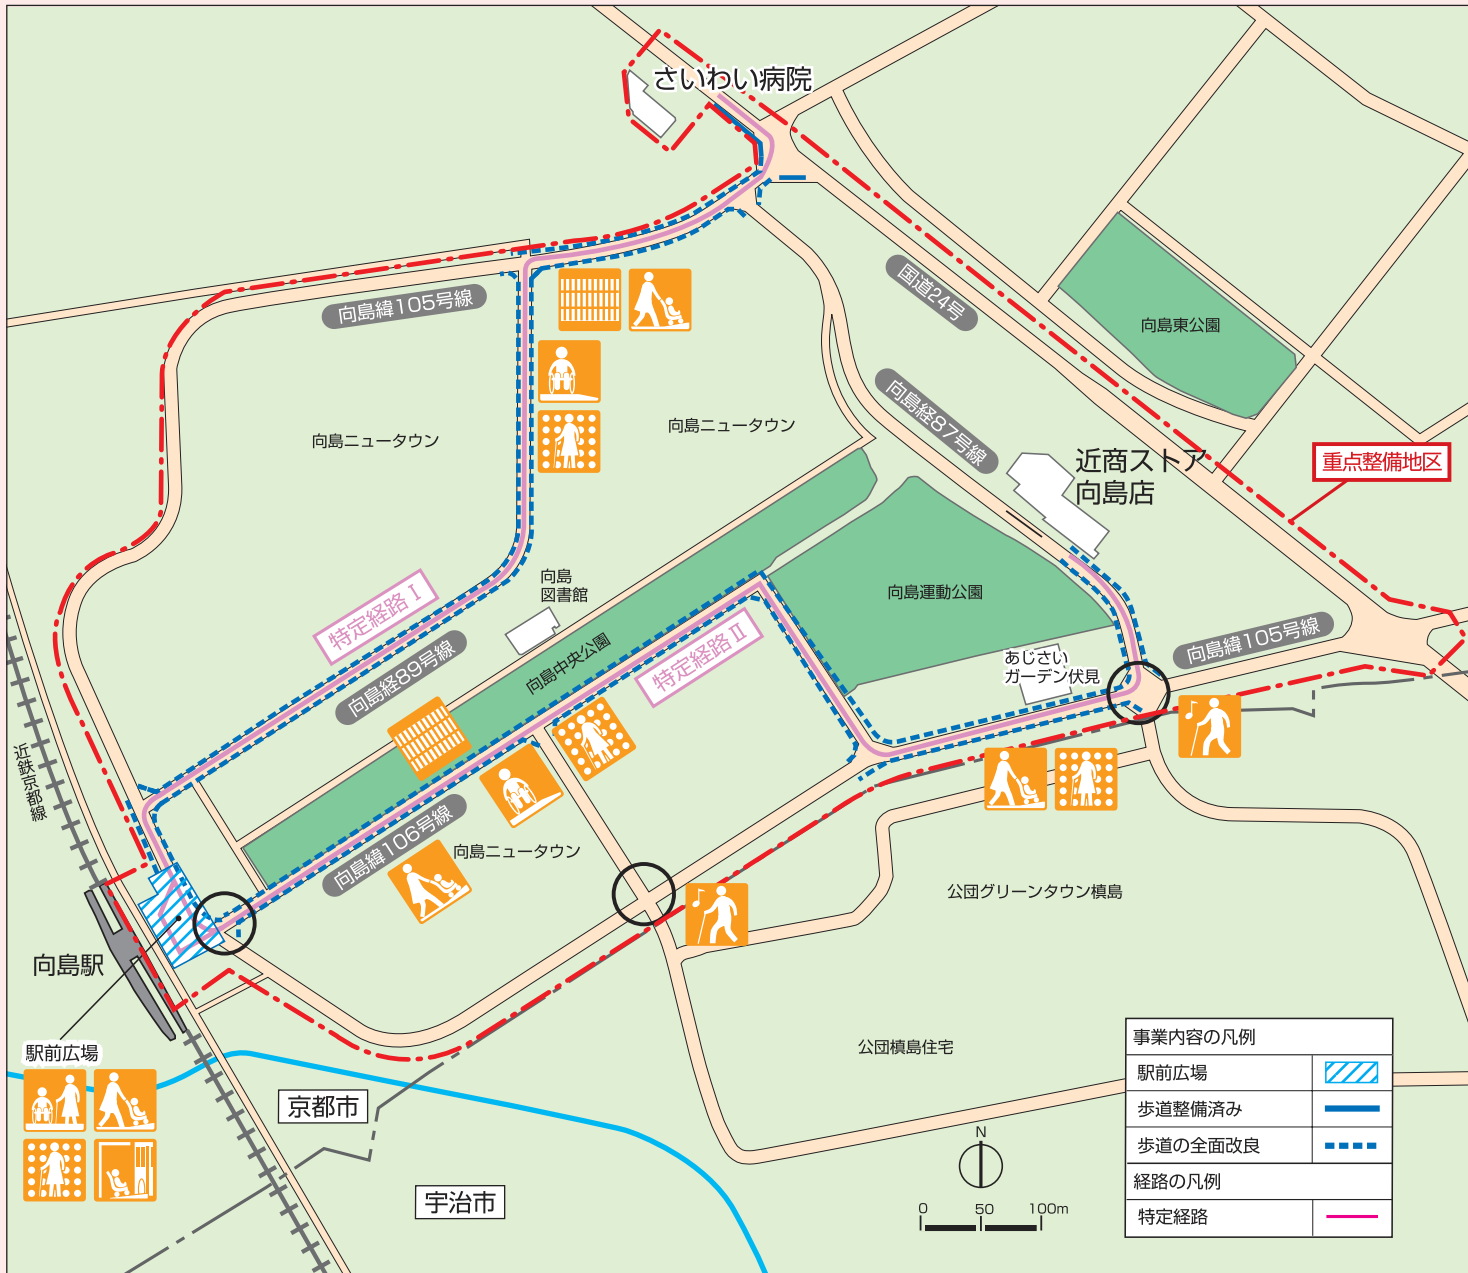 さいわい病院
国道24号
向島東公園
向島緯105号線
向島ニュータウン
向島ニュータウン
向島経87号線
近商ストア
向島店
重点整備地区
向島
図書館
向島運動公園
特定経路Ⅰ
向島経89号線
向島中央公園
特定経路Ⅱ
あじさい
ガーデン伏見
向島緯105号線
近鉄京都線
向島緯106号線
向島ニュータウン
公団グリーンタウン槙島
向島駅
駅前広場
公団槙島住宅
京都市
宇治市
N
0 50 100m
事業内容の凡例
駅前広場
歩道整備済み
歩道の全面改良
経路の凡例
特定経路